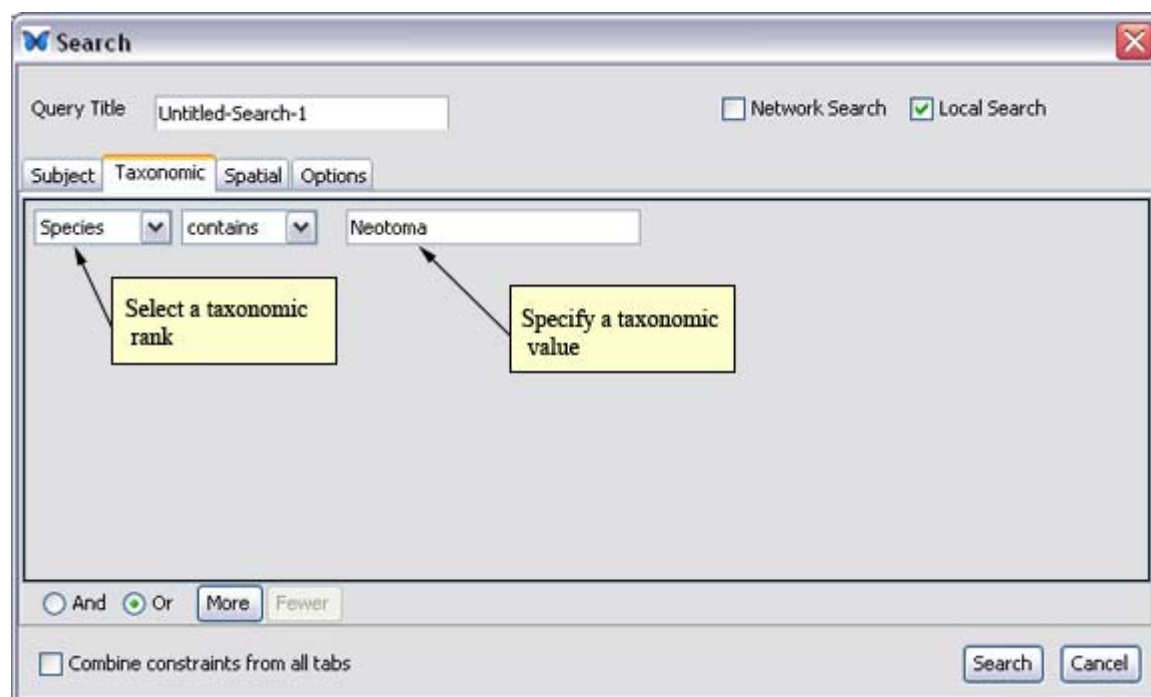 Search
Query Title Untitled-Search-1 Network Search Local Search
Subject Taxonomic Spatial Options
Species contains Neotoma
Select a taxonomic
rank
Specify a taxonomic
value
And Or More Fewer
Combine constraints from all tabs Search Cancel